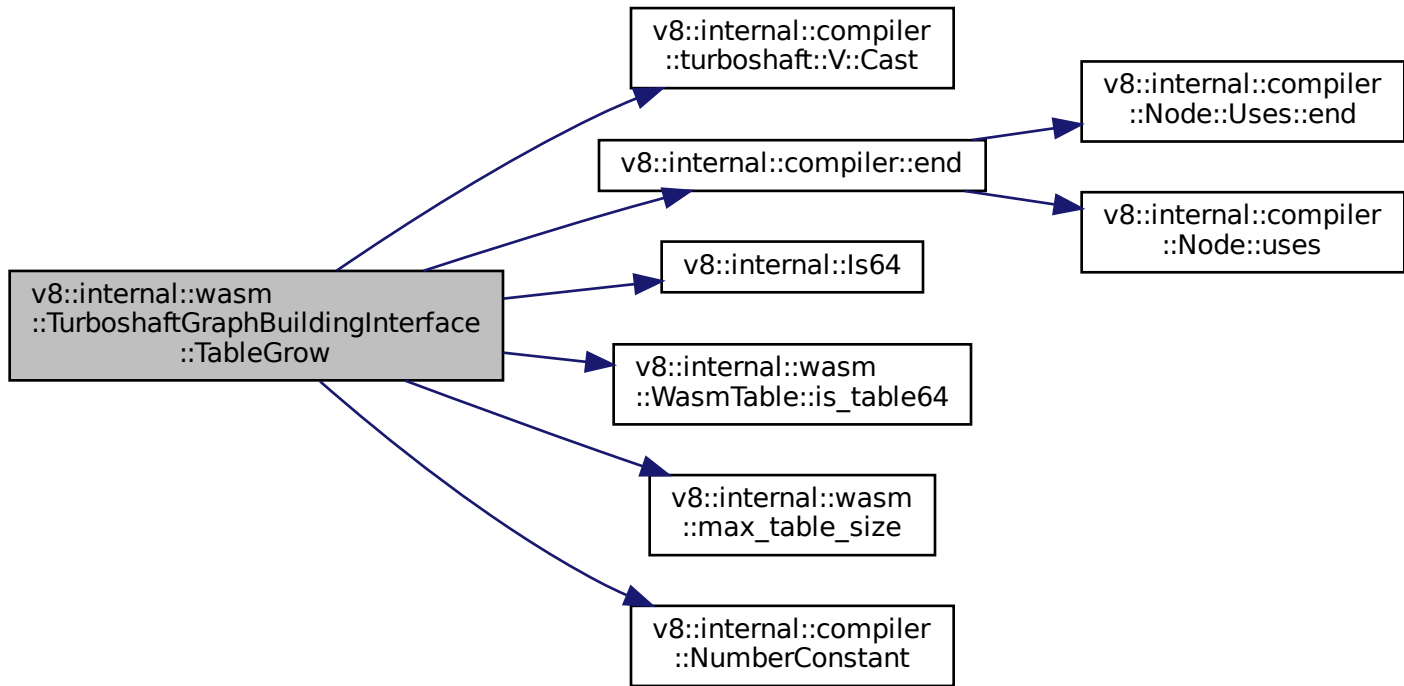 v8::internal::compiler
::turboshaft::V::Cast
v8::internal::compiler
::Node::Uses::end
v8::internal::compiler::end
v8::internal::compiler
::Node::uses
v8::internal::Is64
v8::internal::wasm
::TurboshaftGraphBuildingInterface
::TableGrow
v8::internal::wasm
::WasmTable::is_table64
v8::internal::wasm
::max_table_size
v8::internal::compiler
::NumberConstant